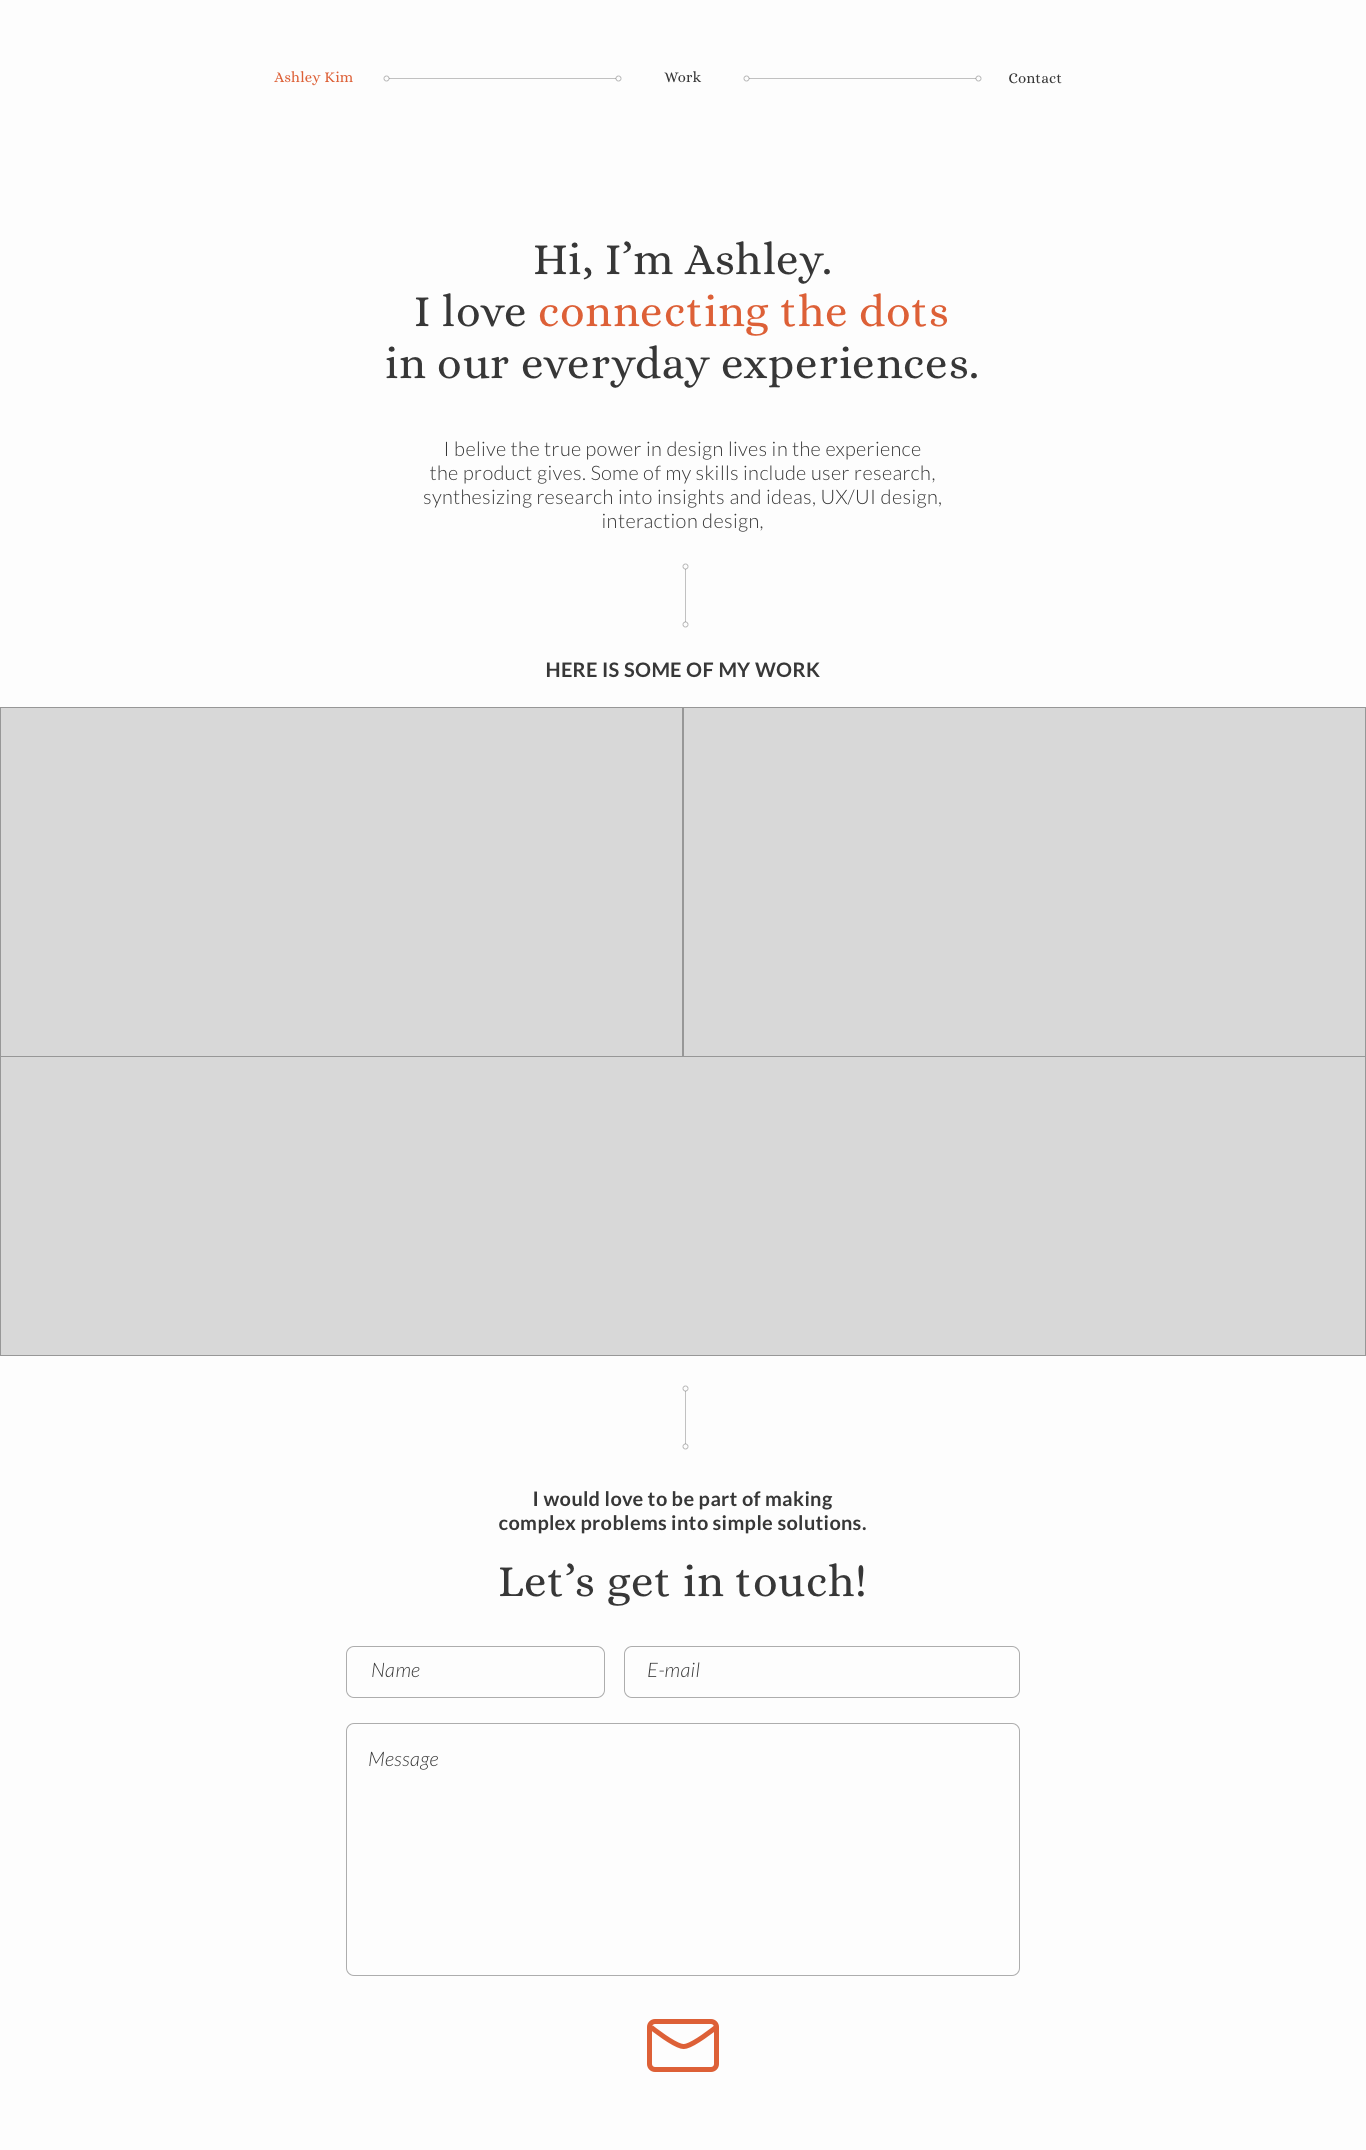 Ashley Kim
Work
Contact
Hi, I’m Ashley.
I love connecting the dots
in our everyday experiences.
I belive the true power in design lives in the experience
the product gives. Some of my skills include user research,
synthesizing research into insights and ideas, UX/UI design,
interaction design,
HERE IS SOME OF MY WORK
I would love to be part of making
complex problems into simple solutions.
Let’s get in touch!
Name
E-mail
Message